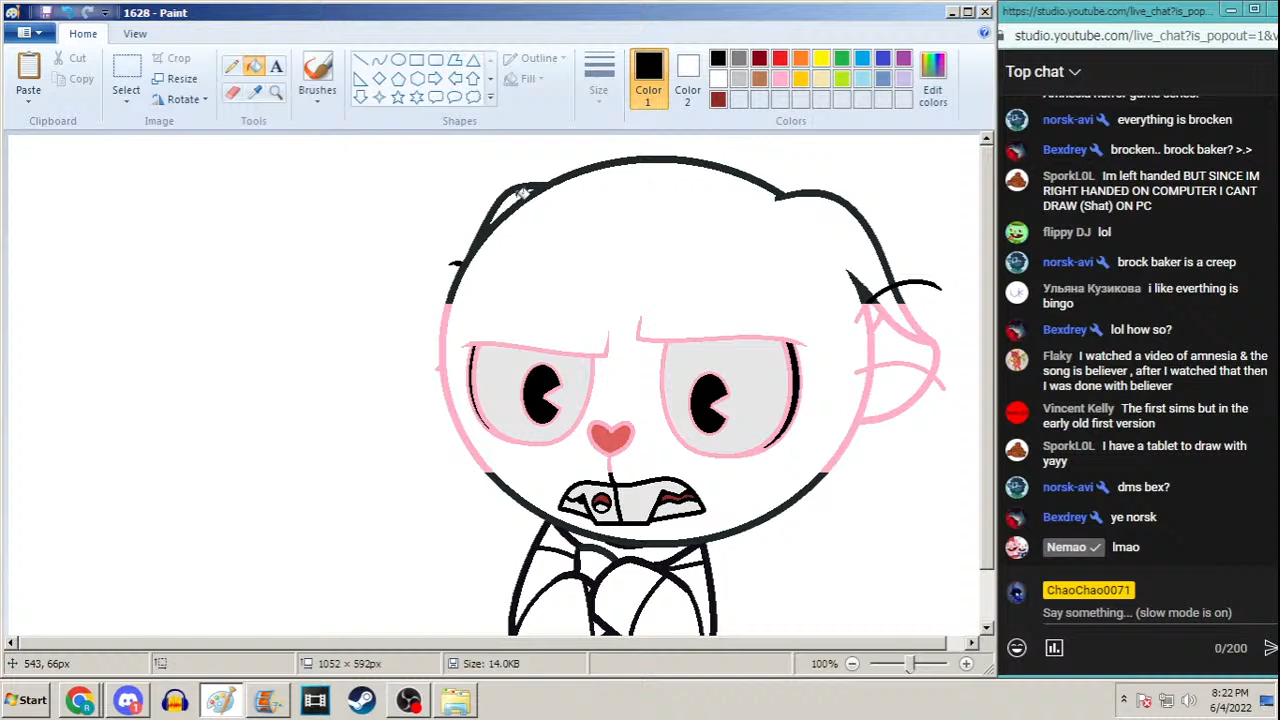 1628 - Paint
https://studio.youtube.com/live_chat?is_pop...
studio.youtube.com/live_chat?is_popout=1&v
Home
View
Paste
Cut
Copy
Clipboard
Select
Crop
Resize
Rotate
Image
Tools
Brushes
Outline
Fill
Shapes
Size
Color 1
Color 2
Edit colors
Colors
Top chat
Amnesia horror game series.
norsk-avi everything is brocken
Bexdrey brocken.. brock baker? >.>
SporkL0L Im left handed BUT SINCE IM
RIGHT HANDED ON COMPUTER I CANT
DRAW (Shat) ON PC
flippy DJ lol
norsk-avi brock baker is a creep
Ульяна Кузикова i like everthing is
bingo
Bexdrey lol how so?
Flaky I watched a video of amnesia & the
song is believer , after I watched that then
I was done with believer
Vincent Kelly The first sims but in the
early old first version
SporkL0L I have a tablet to draw with
yayy
norsk-avi dms bex?
Bexdrey ye norsk
Nemao lmao
ChaoChao0071
Say something... (slow mode is on)
0/200
543, 66px
1052 × 592px
Size: 14.0KB
100%
Start
8:22 PM
6/4/2022